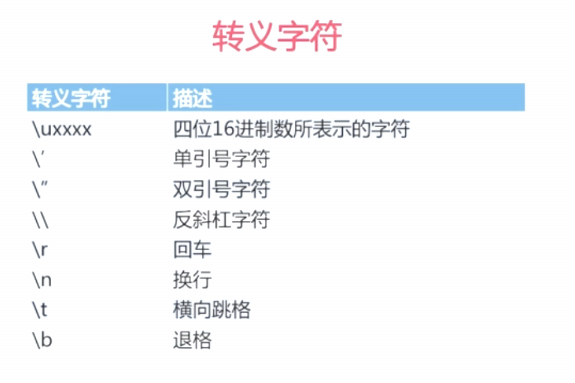 转义字符
转义字符 描述
\uxxxx 四位16进制数所表示的字符
\′ 单引号字符
\″ 双引号字符
\\ 反斜杠字符
\r 回车
\n 换行
\t 横向跳格
\b 退格